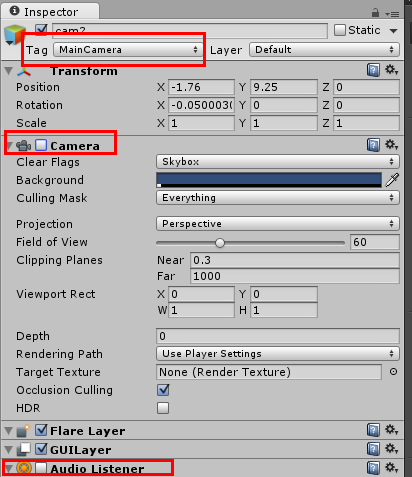 Inspector
cam2 Static
Tag MainCamera Layer Default
Transform
Position X -1.76 Y 9.25 Z 0
Rotation X -0.0500030 Y 0 Z 0
Scale X 1 Y 1 Z 1
Camera
Clear Flags Skybox
Background
Culling Mask Everything
Projection Perspective
Field of View 60
Clipping Planes Near 0.3
Far 1000
Viewport Rect X 0 Y 0
W 1 H 1
Depth 0
Rendering Path Use Player Settings
Target Texture None (Render Texture)
Occlusion Culling
HDR
Flare Layer
GUILayer
Audio Listener